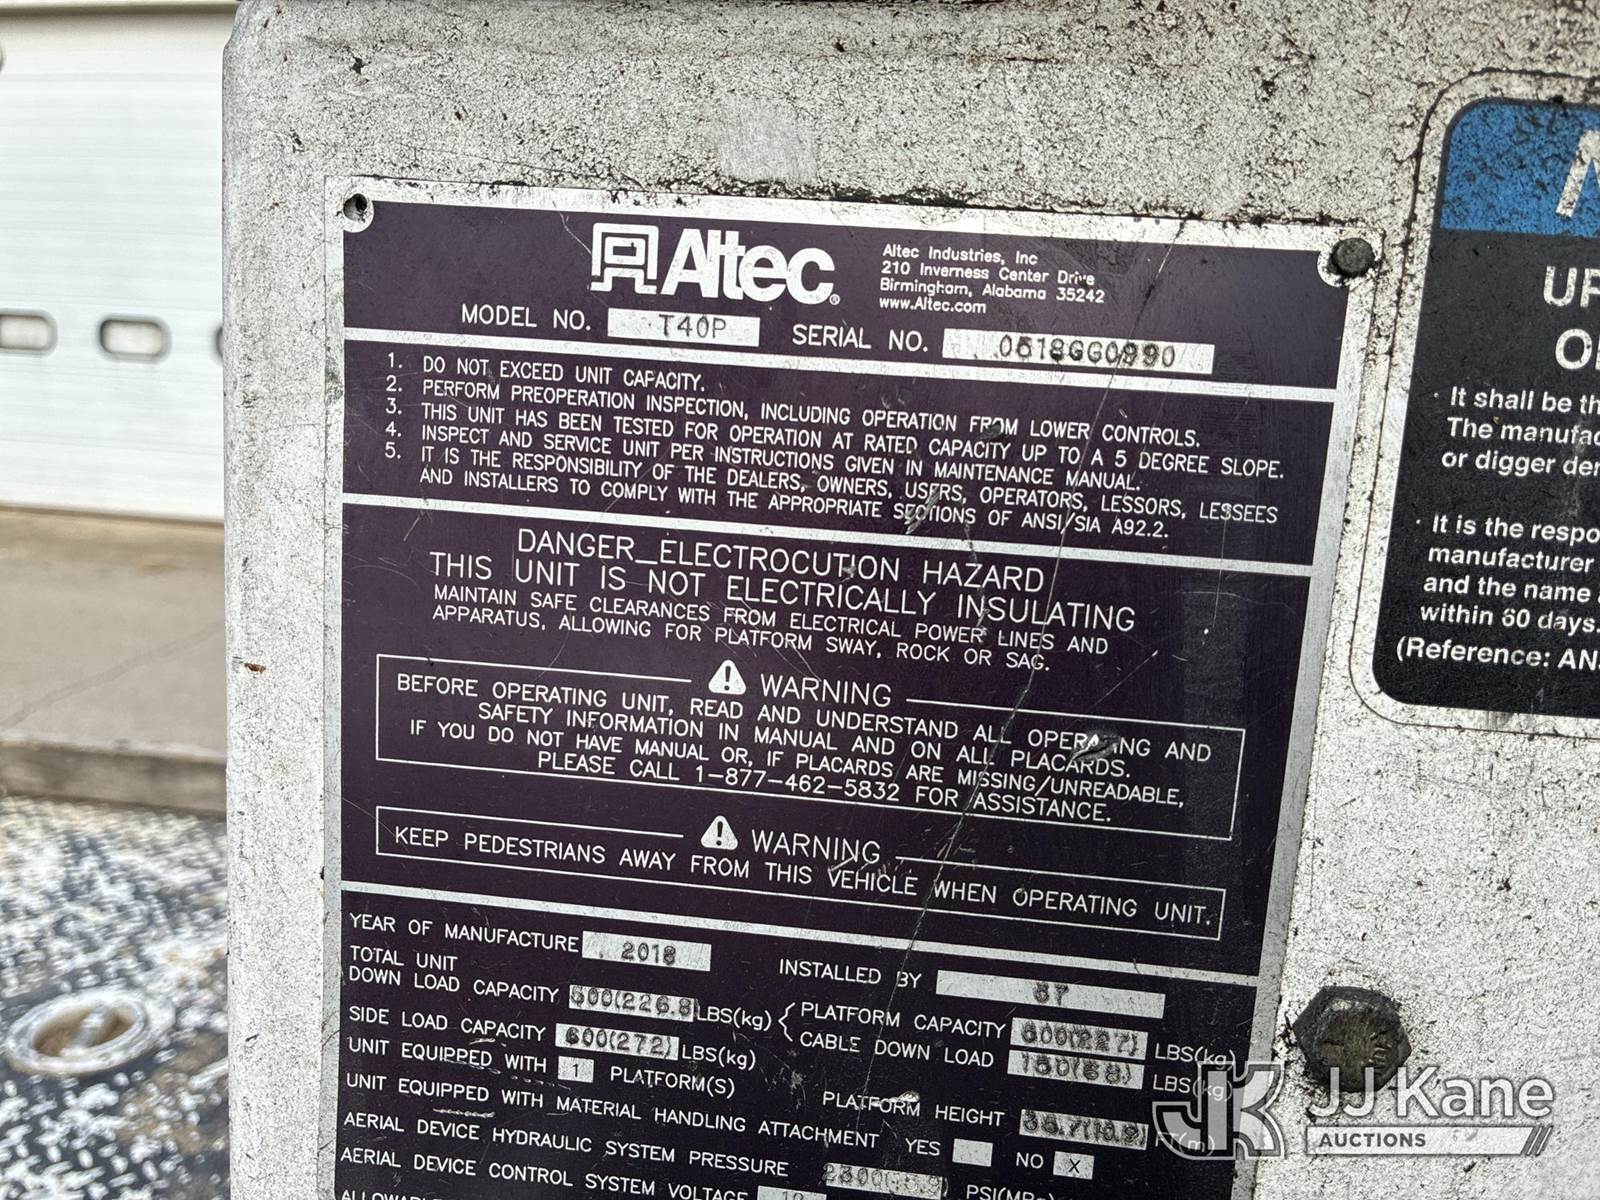 Altec
Altec Industries, Inc
210 Inverness Center Drive
Birmingham, Alabama 35242
www.Altec.com
MODEL NO. T40P SERIAL NO. 0618GG0990
1. DO NOT EXCEED UNIT CAPACITY.
2. PERFORM PREOPERATION INSPECTION, INCLUDING OPERATION FROM LOWER CONTROLS.
3. THIS UNIT HAS BEEN TESTED FOR OPERATION AT RATED CAPACITY UP TO A 5 DEGREE SLOPE.
4. INSPECT AND SERVICE UNIT PER INSTRUCTIONS GIVEN IN MAINTENANCE MANUAL.
5. IT IS THE RESPONSIBILITY OF THE DEALERS, OWNERS, USERS, OPERATORS, LESSORS, LESSEES
AND INSTALLERS TO COMPLY WITH THE APPROPRIATE SECTIONS OF ANSI/SIA A92.2.
DANGER_ELECTROCUTION HAZARD
THIS UNIT IS NOT ELECTRICALLY INSULATING
MAINTAIN SAFE CLEARANCES FROM ELECTRICAL POWER LINES AND
APPARATUS, ALLOWING FOR PLATFORM SWAY, ROCK OR SAG.
WARNING
BEFORE OPERATING UNIT, READ AND UNDERSTAND ALL OPERATING AND
SAFETY INFORMATION IN MANUAL AND ON ALL PLACARDS.
IF YOU DO NOT HAVE MANUAL OR, IF PLACARDS ARE MISSING/UNREADABLE,
PLEASE CALL 1-877-462-5832 FOR ASSISTANCE.
WARNING
KEEP PEDESTRIANS AWAY FROM THIS VEHICLE WHEN OPERATING UNIT.
YEAR OF MANUFACTURE 2018 INSTALLED BY 87
TOTAL UNIT
DOWN LOAD CAPACITY 500(226.8) LBS(kg) { PLATFORM CAPACITY LBS(kg)
CABLE DOWN LOAD 150(68) LBS(kg)
SIDE LOAD CAPACITY 600(272) LBS(kg)
UNIT EQUIPPED WITH 1 PLATFORM(S)
PLATFORM HEIGHT FT(m)
UNIT EQUIPPED WITH MATERIAL HANDLING ATTACHMENT YES NO X
AERIAL DEVICE HYDRAULIC SYSTEM PRESSURE
AERIAL DEVICE CONTROL SYSTEM VOLTAGE
UP
· It shall be th
The manufac
or digger der
· It is the respo
manufacturer
and the name
within 60 days.
(Reference: AN
JJ Kane
AUCTIONS